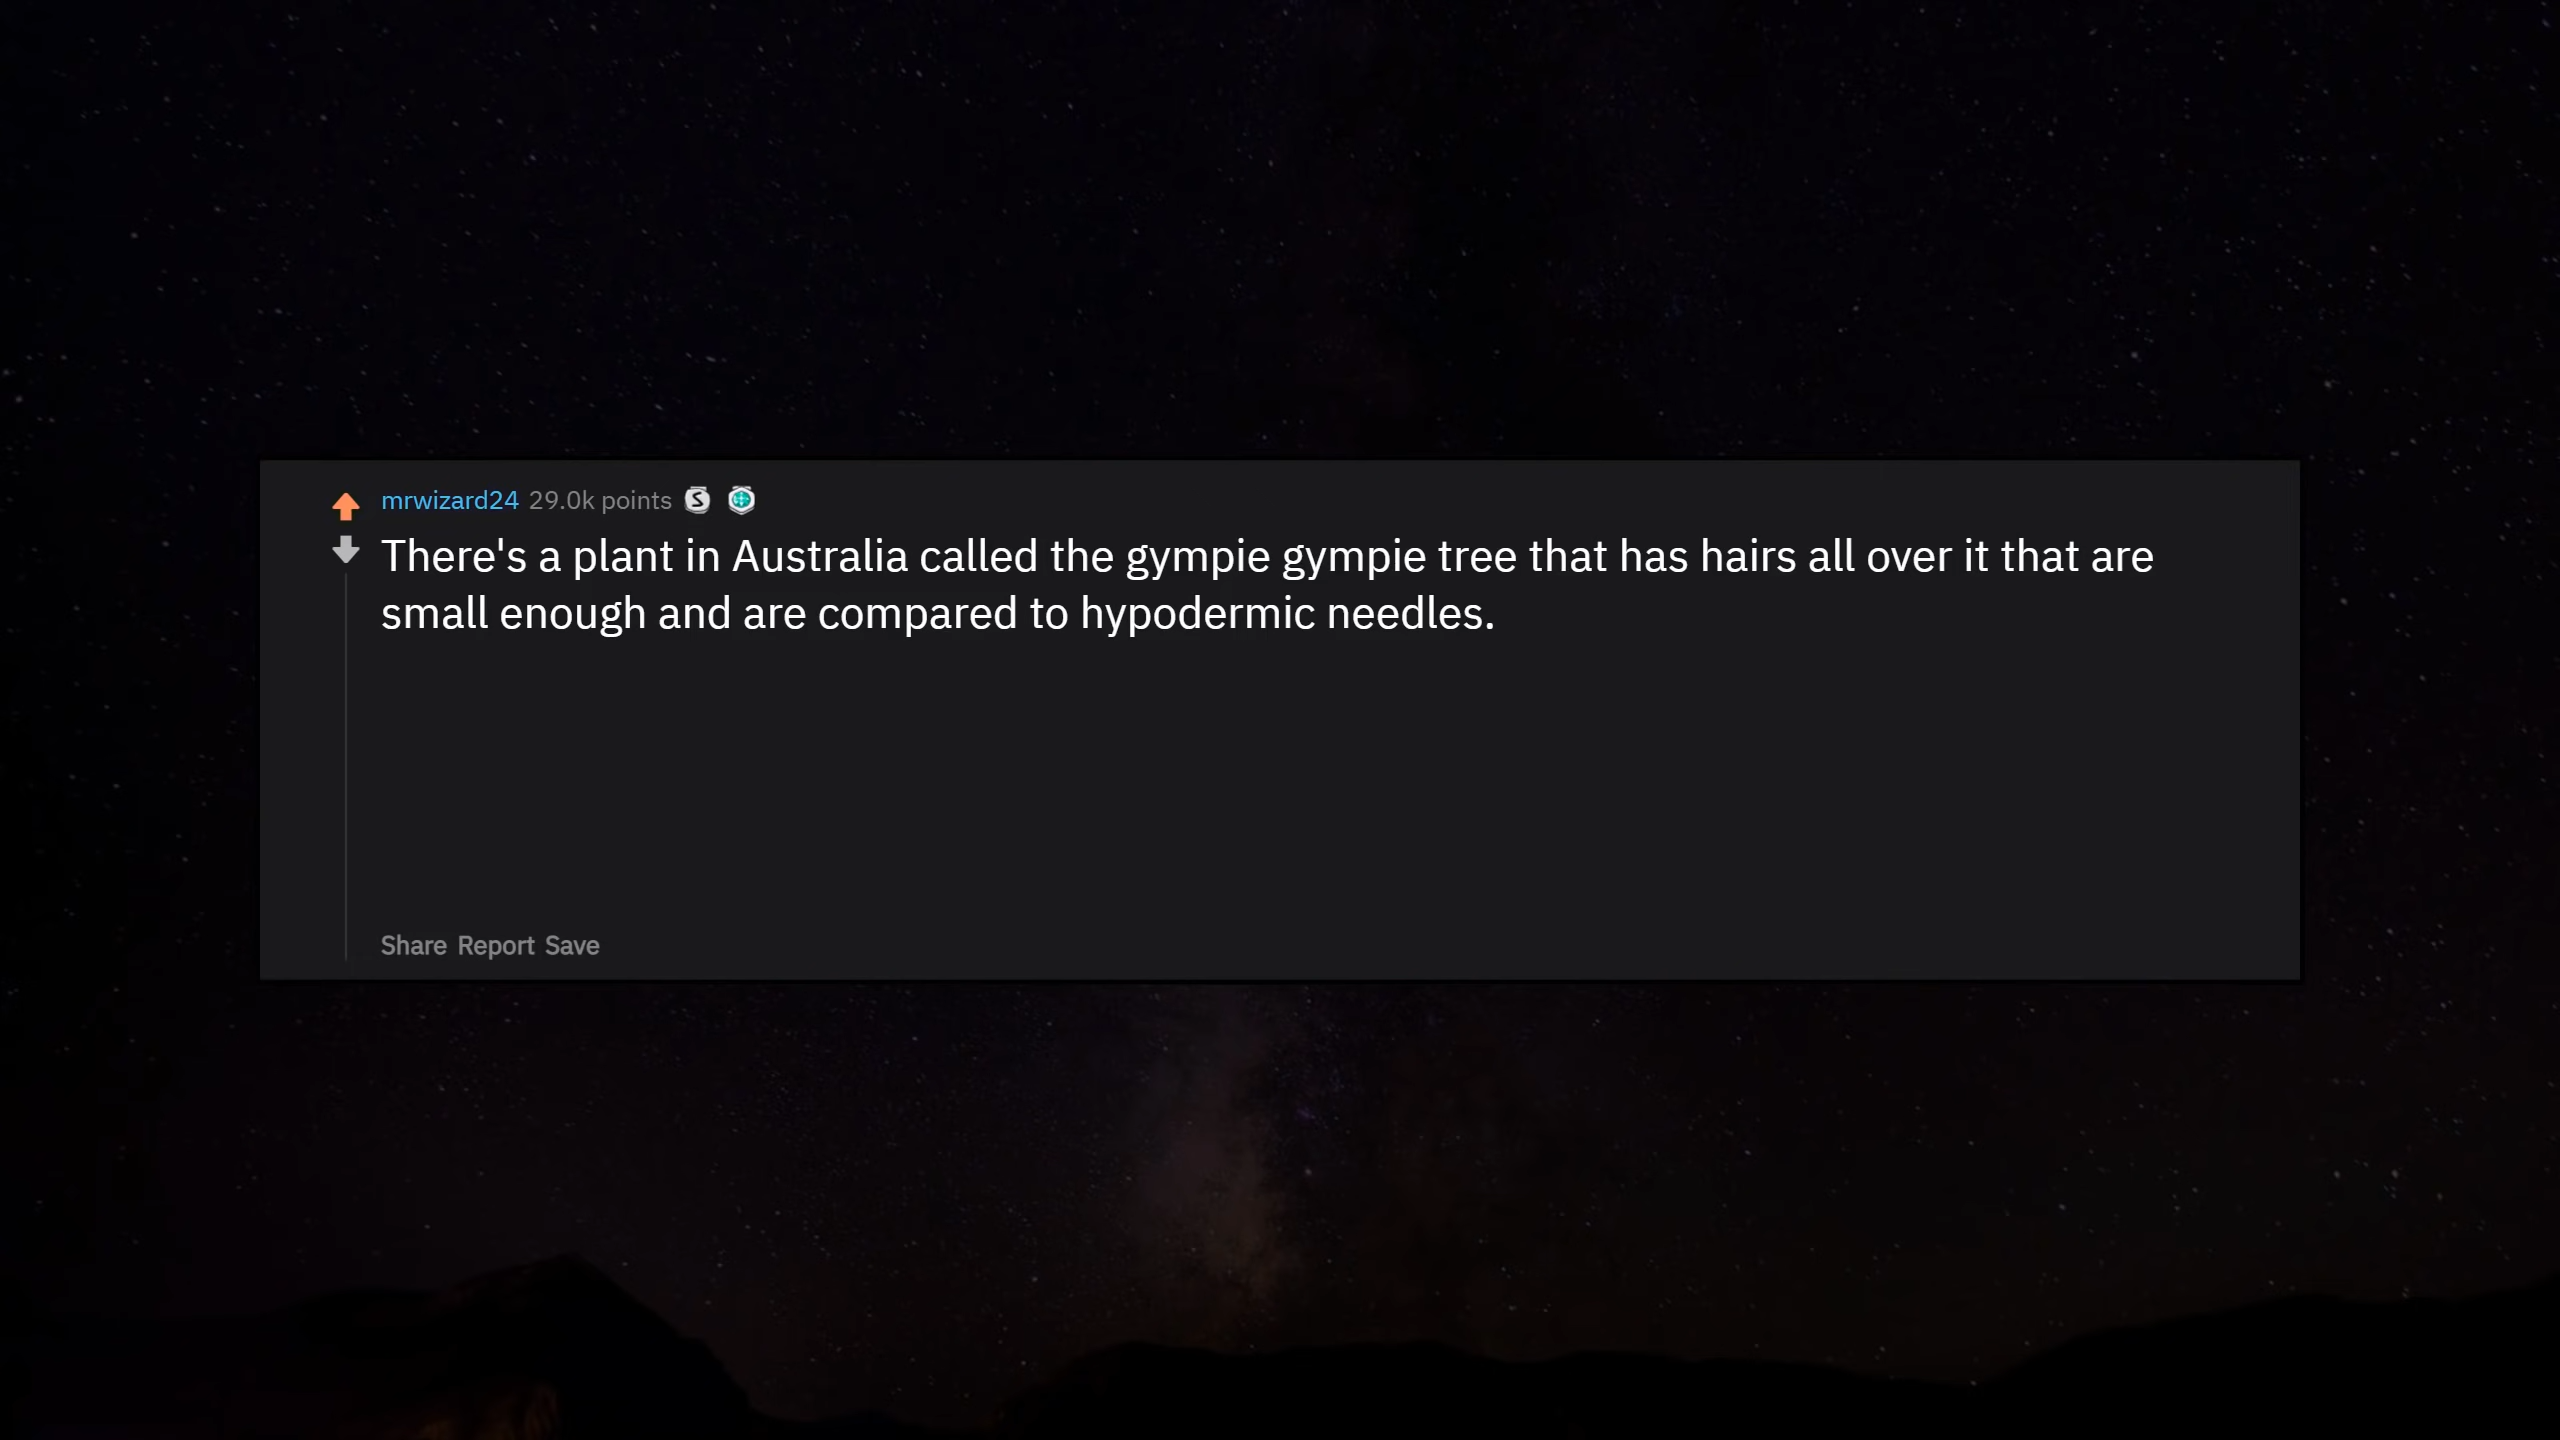 mrwizard24 29.0k points
There's a plant in Australia called the gympie gympie tree that has hairs all over it that are
small enough and are compared to hypodermic needles.
Share Report Save